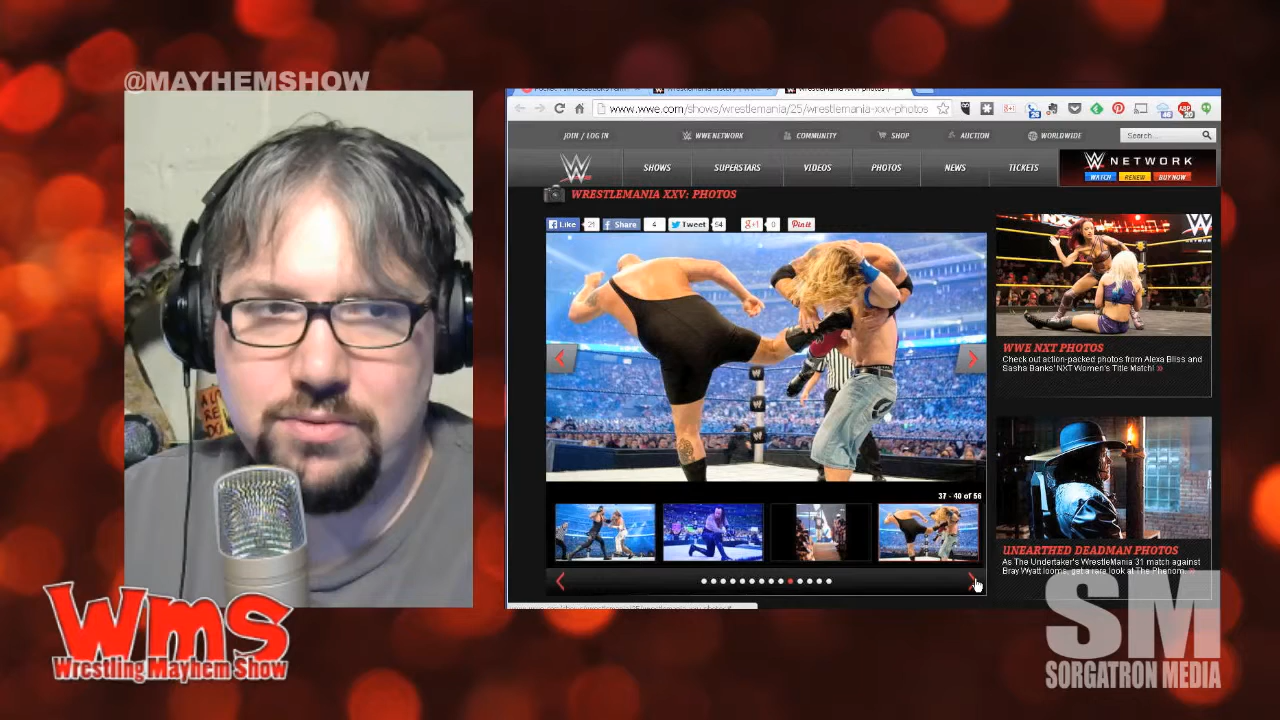 @MAYHEMSHOW
www.wwe.com/shows/wrestlemania/25/wrestlemania-xxv-photos
JOIN / LOG IN
WWE NETWORK
COMMUNITY
SHOP
AUCTION
WORLDWIDE
Search...
SHOWS
SUPERSTARS
VIDEOS
PHOTOS
NEWS
TICKETS
W NETWORK
WATCH
RENEW
BUY NOW
WRESTLEMANIA XXV: PHOTOS
Like 21
Share 4
Tweet 54
g+1 0
Pin it
37 - 40 of 56
WWE NXT PHOTOS
Check out action-packed photos from Alexa Bliss and
Sasha Banks' NXT Women's Title Match! »
UNEARTHED DEADMAN PHOTOS
As The Undertaker's WrestleMania 31 match against
Bray Wyatt looms, get a rare look at The Phenom. »
WMS
Wrestling Mayhem Show
SM
SORGATRON MEDIA